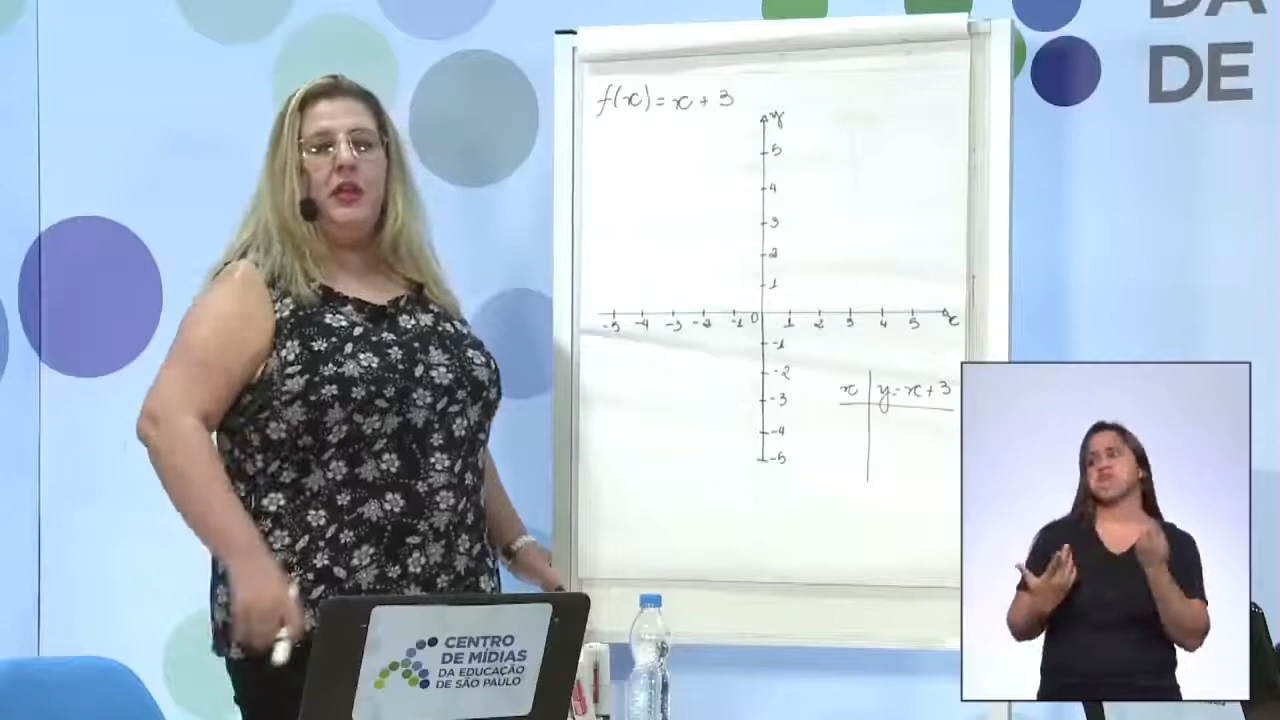 DA
DE
f(x) = x + 3
y
5
4
3
2
1
-5 -4 -3 -2 -1 0 1 2 3 4 5 x
-1
-2
-3
-4
-5
x y = x + 3
CENTRO
DE MÍDIAS
DA EDUCAÇÃO
DE SÃO PAULO